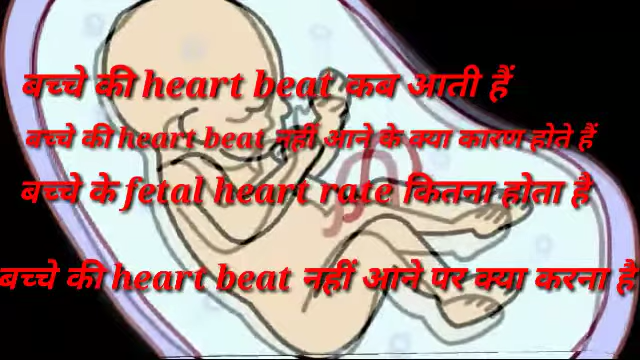 बच्चे की heart beat कब आती हैं
बच्चे की heart beat नहीं आने के क्या कारण होते हैं
बच्चे के fetal heart rate कितना होता है
बच्चे की heart beat नहीं आने पर क्या करना है